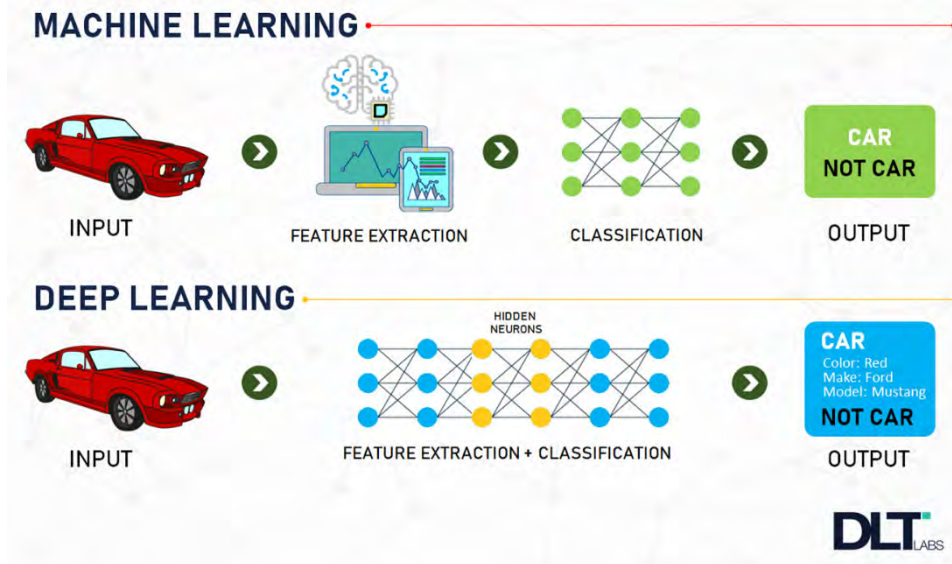 MACHINE LEARNING
INPUT
FEATURE EXTRACTION
CLASSIFICATION
CAR
NOT CAR
OUTPUT
DEEP LEARNING
INPUT
HIDDEN
NEURONS
FEATURE EXTRACTION + CLASSIFICATION
CAR
Color: Red
Make: Ford
Model: Mustang
NOT CAR
OUTPUT
DLT LABS